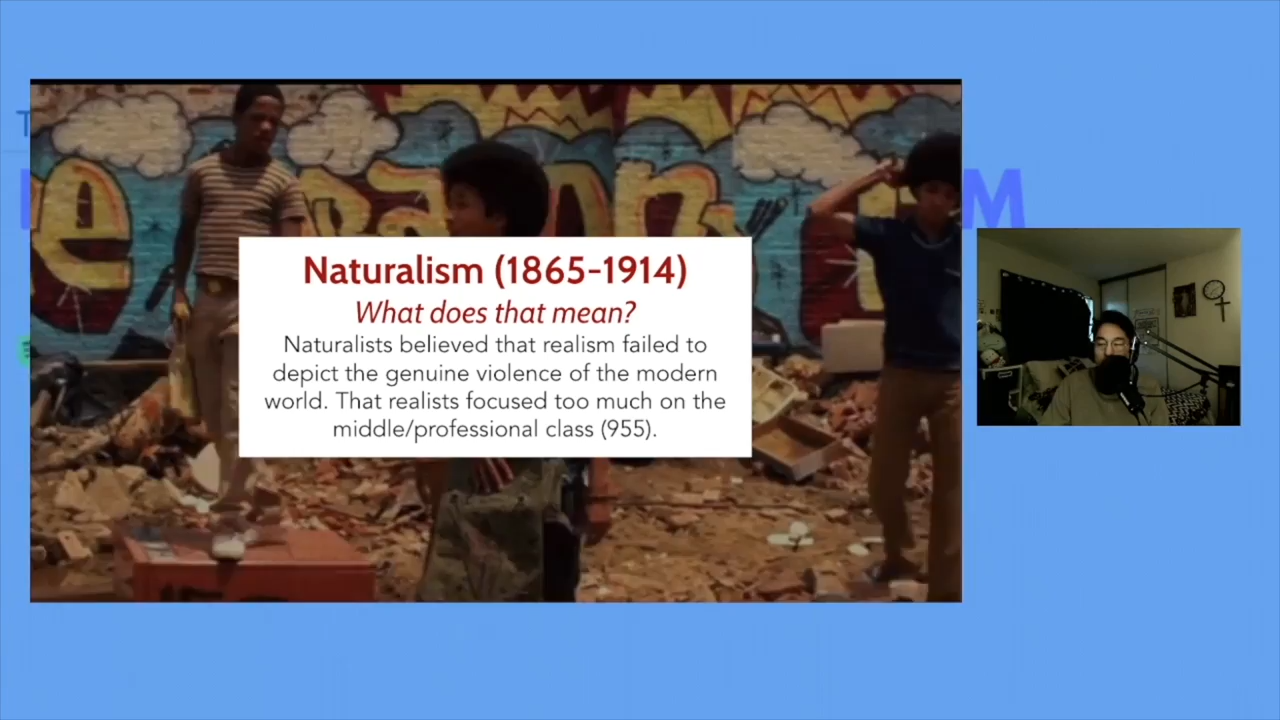 Naturalism (1865-1914)
What does that mean?
Naturalists believed that realism failed to
depict the genuine violence of the modern
world. That realists focused too much on the
middle/professional class (955).